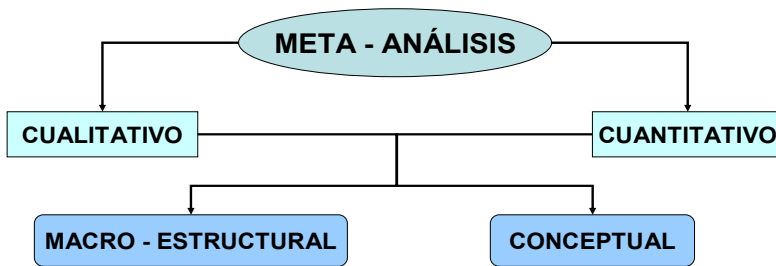 META - ANÁLISIS
CUALITATIVO
CUANTITATIVO
MACRO - ESTRUCTURAL
CONCEPTUAL